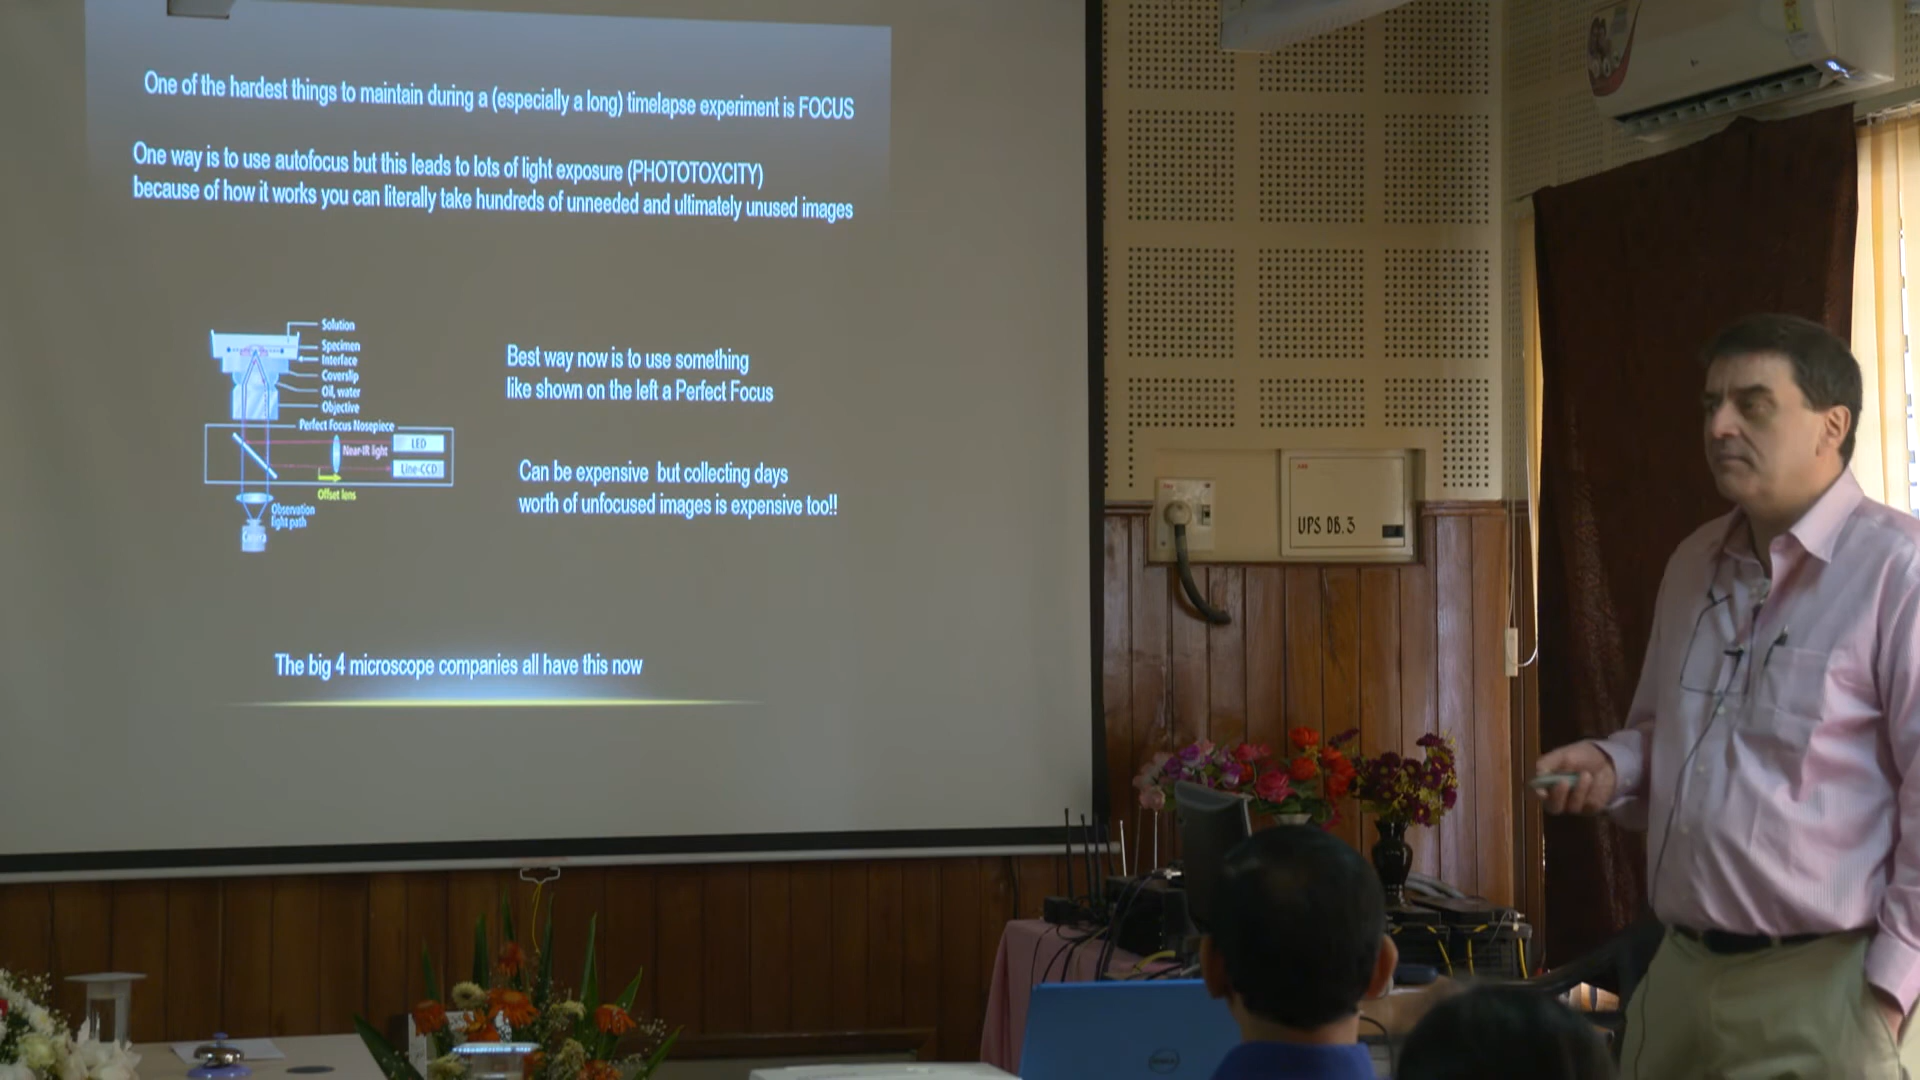 One of the hardest things to maintain during a (especially a long) timelapse experiment is FOCUS
One way is to use autofocus but this leads to lots of light exposure (PHOTOTOXCITY)
because of how it works you can literally take hundreds of unneeded and ultimately unused images
Solution
Specimen
Interface
Coverslip
Oil, water
Objective
Perfect Focus Nosepiece
LED
Near-IR light
Line-CCD
Offset lens
Observation
light path
Camera
Best way now is to use something
like shown on the left a Perfect Focus
Can be expensive but collecting days
worth of unfocused images is expensive too!!
The big 4 microscope companies all have this now
ABB
UPS DB.3
DELL